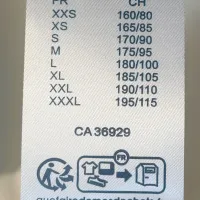 FR CH
XXS 160/80
XS 165/85
S 170/90
M 175/95
L 180/100
XL 185/105
XXL 190/110
XXXL 195/115
CA 36929
FR